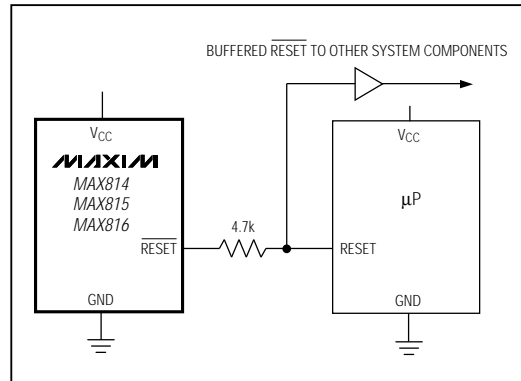 BUFFERED RESET TO OTHER SYSTEM COMPONENTS
VCC
MAXIM
MAX814
MAX815
MAX816
RESET
GND
4.7k
VCC
µP
RESET
GND